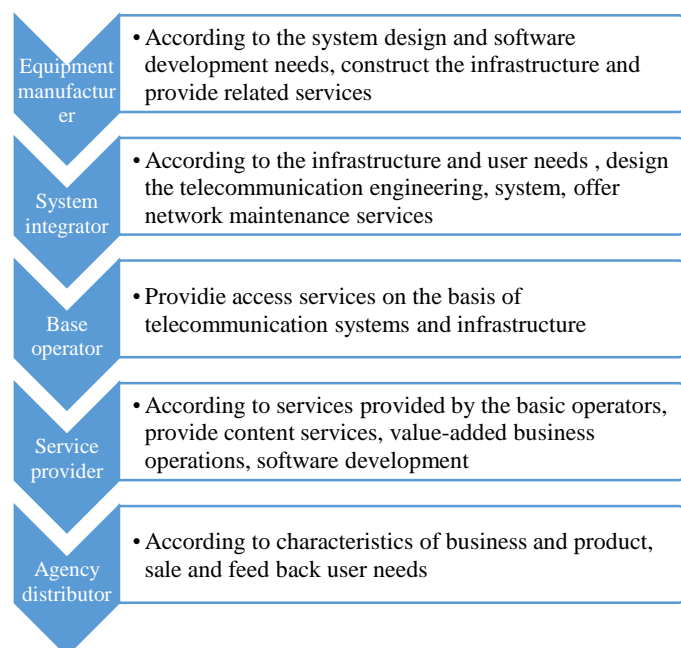 Equipment
manufactur
er
• According to the system design and software
development needs, construct the infrastructure and
provide related services
System
integrator
• According to the infrastructure and user needs , design
the telecommunication engineering, system, offer
network maintenance services
Base
operator
• Providie access services on the basis of
telecommunication systems and infrastructure
Service
provider
• According to services provided by the basic operators,
provide content services, value-added business
operations, software development
Agency
distributor
• According to characteristics of business and product,
sale and feed back user needs